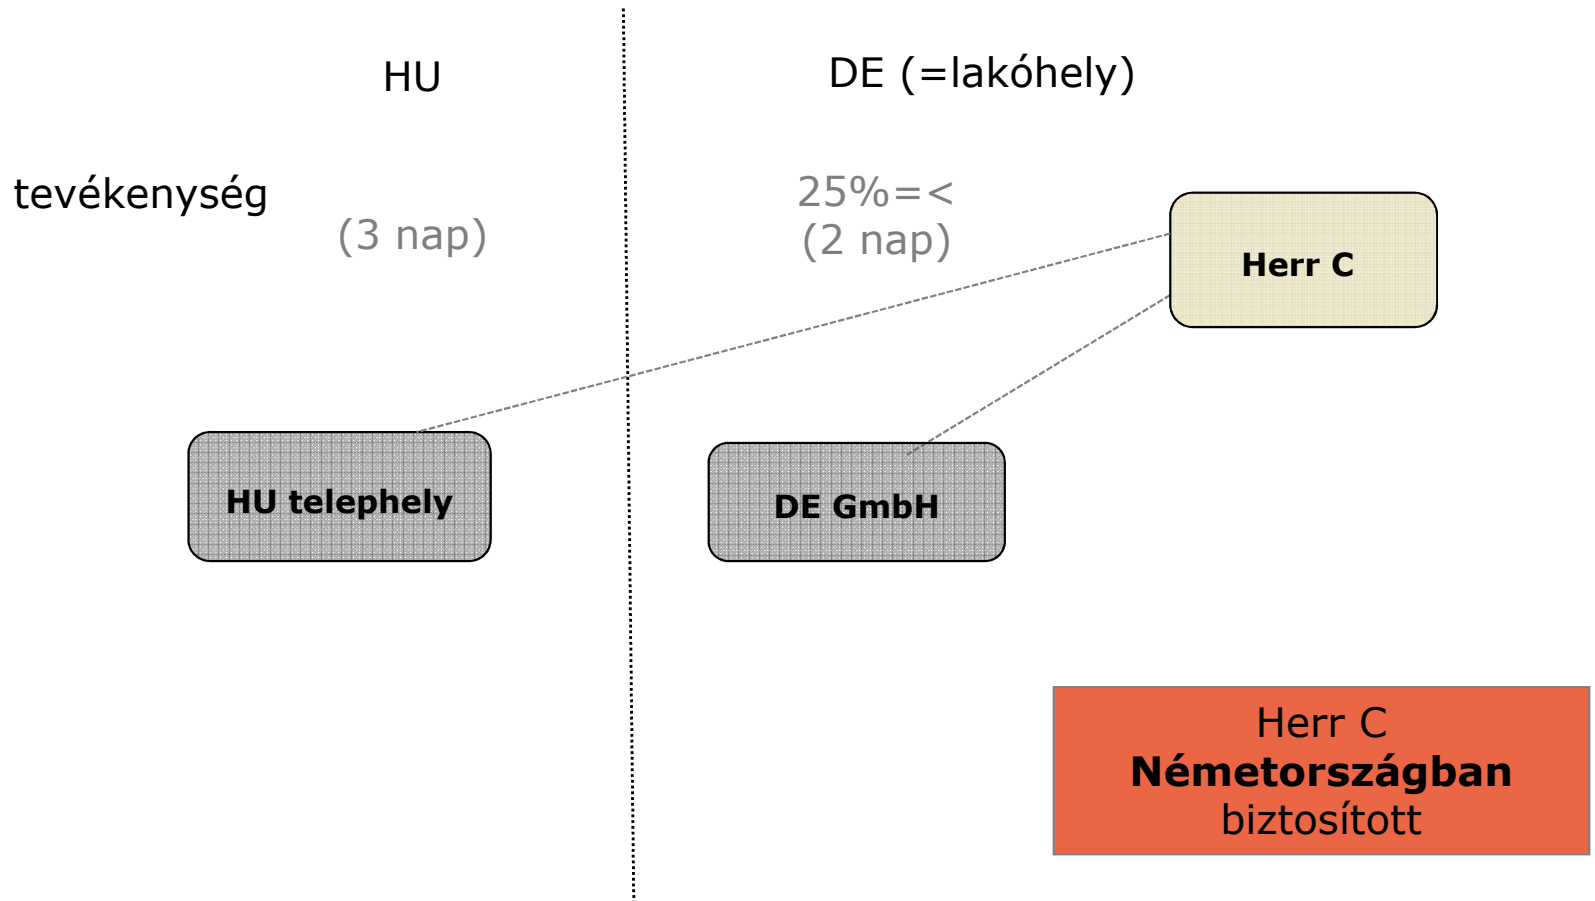 HU
DE (=lakóhely)
tevékenység
(3 nap)
25%=<
(2 nap)
Herr C
HU telephely
DE GmbH
Herr C
Németországban
biztosított